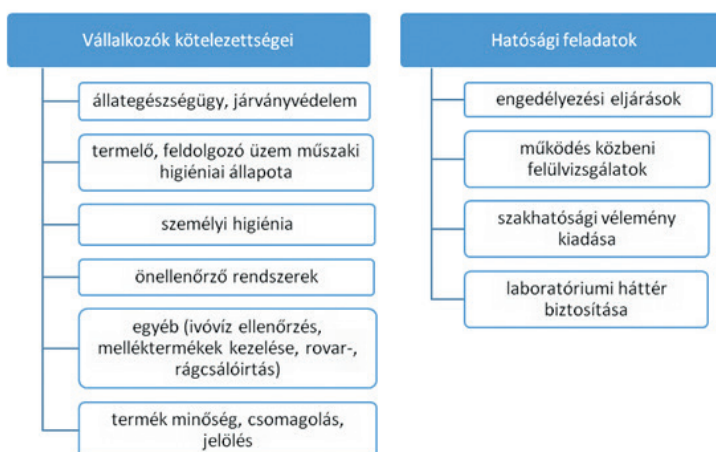 Vállalkozók kötelezettségei
állategészségügy, járványvédelem
termelő, feldolgozó üzem műszaki
higiéniai állapota
személyi higiénia
önellenőrző rendszerek
egyéb (ivóvíz ellenőrzés,
melléktermékek kezelése, rovar-,
rágcsálóirtás)
termék minőség, csomagolás,
jelölés
Hatósági feladatok
engedélyezési eljárások
működés közbeni
felülvizsgálatok
szakhatósági vélemény
kiadása
laboratóriumi háttér
biztosítása